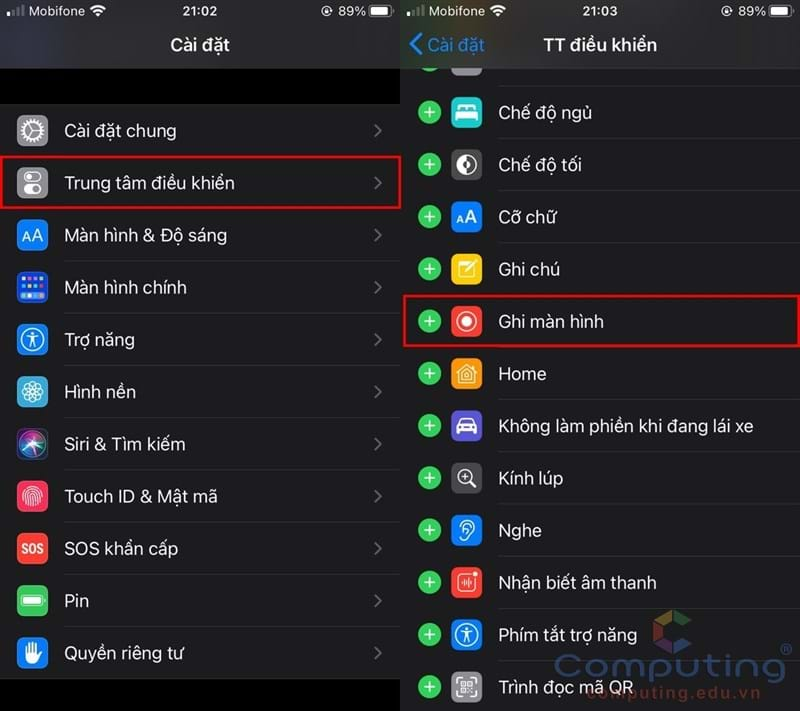 Mobifone 21:02 89%
Cài đặt
Cài đặt chung
Trung tâm điều khiển
AA Màn hình & Độ sáng
Màn hình chính
Trợ năng
Hình nền
Siri & Tìm kiếm
Touch ID & Mật mã
SOS SOS khẩn cấp
Pin
Quyền riêng tư
Mobifone 21:03 89%
Cài đặt TT điều khiển
Chế độ ngủ
Chế độ tối
AA Cỡ chữ
Ghi chú
Ghi màn hình
Home
Không làm phiền khi đang lái xe
Kính lúp
Nghe
Nhận biết âm thanh
Phím tắt trợ năng
Trình đọc mã QR
Computing®
computing.edu.vn